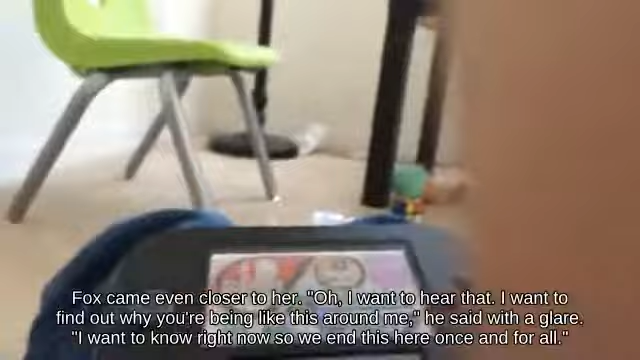 Fox came even closer to her. "Oh, I want to hear that. I want to
find out why you're being like this around me," he said with a glare.
"I want to know right now so we end this here once and for all."